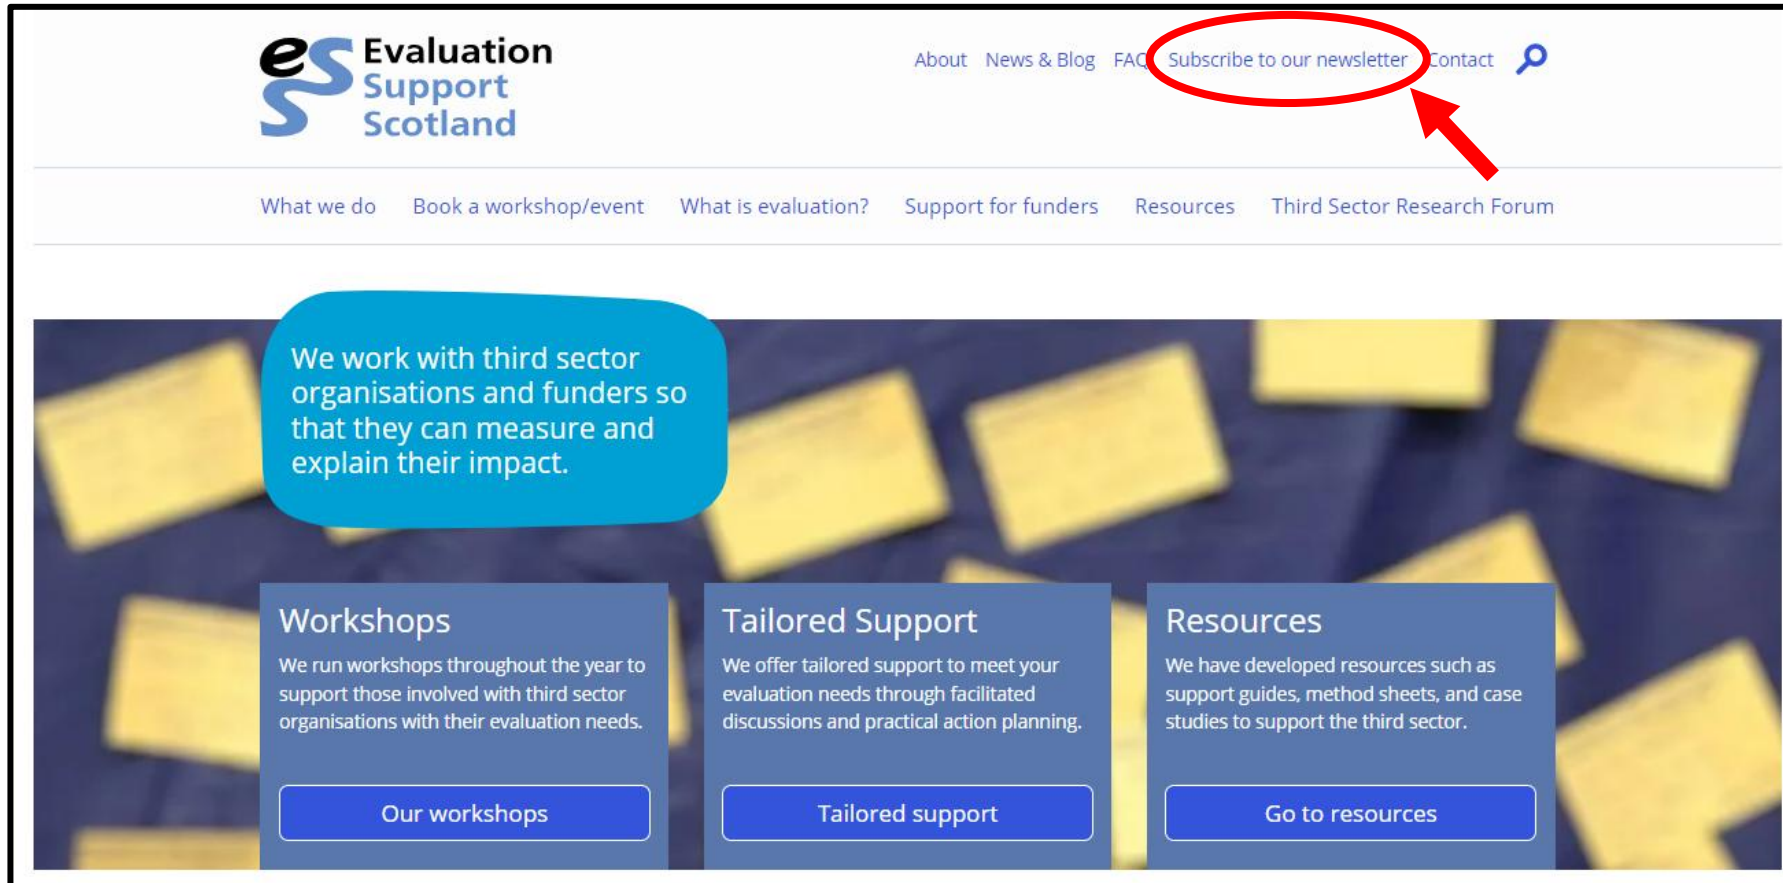 es Evaluation
Support
Scotland
About News & Blog FAQ Subscribe to our newsletter Contact
What we do Book a workshop/event What is evaluation? Support for funders Resources Third Sector Research Forum
We work with third sector
organisations and funders so
that they can measure and
explain their impact.
Workshops
We run workshops throughout the year to
support those involved with third sector
organisations with their evaluation needs.
Our workshops
Tailored Support
We offer tailored support to meet your
evaluation needs through facilitated
discussions and practical action planning.
Tailored support
Resources
We have developed resources such as
support guides, method sheets, and case
studies to support the third sector.
Go to resources